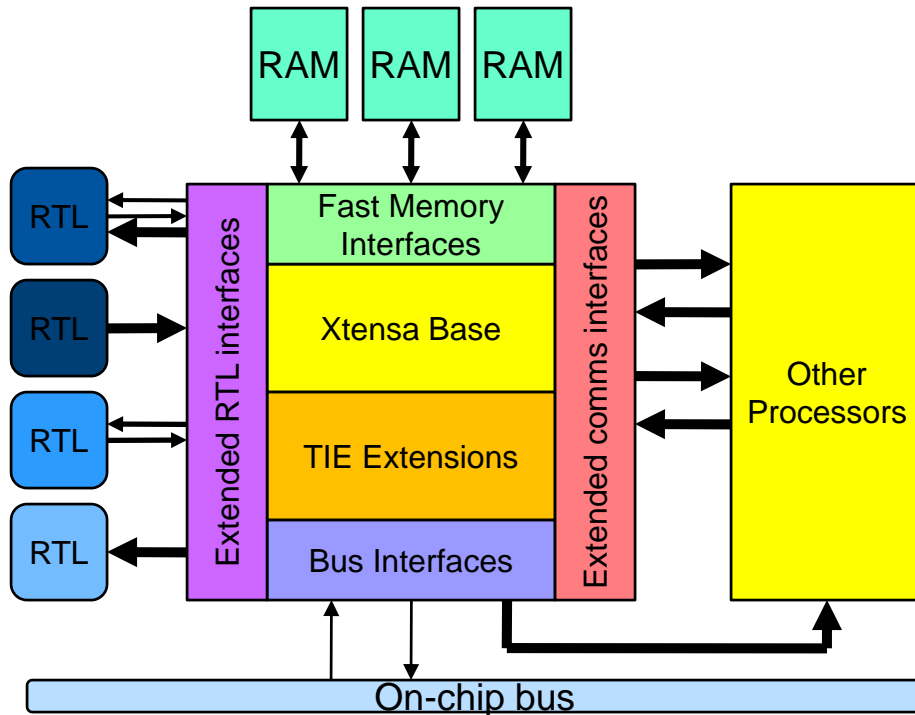 RAM
RAM
RAM
RTL
RTL
RTL
RTL
Extended RTL interfaces
Fast Memory
Interfaces
Xtensa Base
TIE Extensions
Bus Interfaces
Extended comms interfaces
Other
Processors
On-chip bus